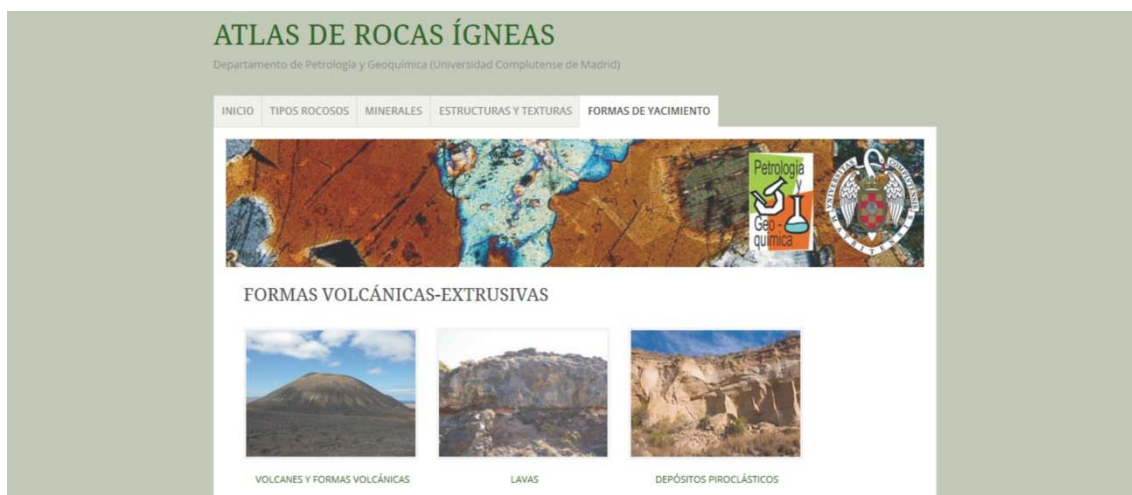 ATLAS DE ROCAS ÍGNEAS
Departamento de Petrología y Geoquímica (Universidad Complutense de Madrid)
INICIO TIPOS ROCOSOS MINERALES ESTRUCTURAS Y TEXTURAS FORMAS DE YACIMIENTO
Petrología
y
Geo-
química
FORMAS VOLCÁNICAS-EXTRUSIVAS
VOLCANES Y FORMAS VOLCÁNICAS LAVAS DEPÓSITOS PIROCLÁSTICOS